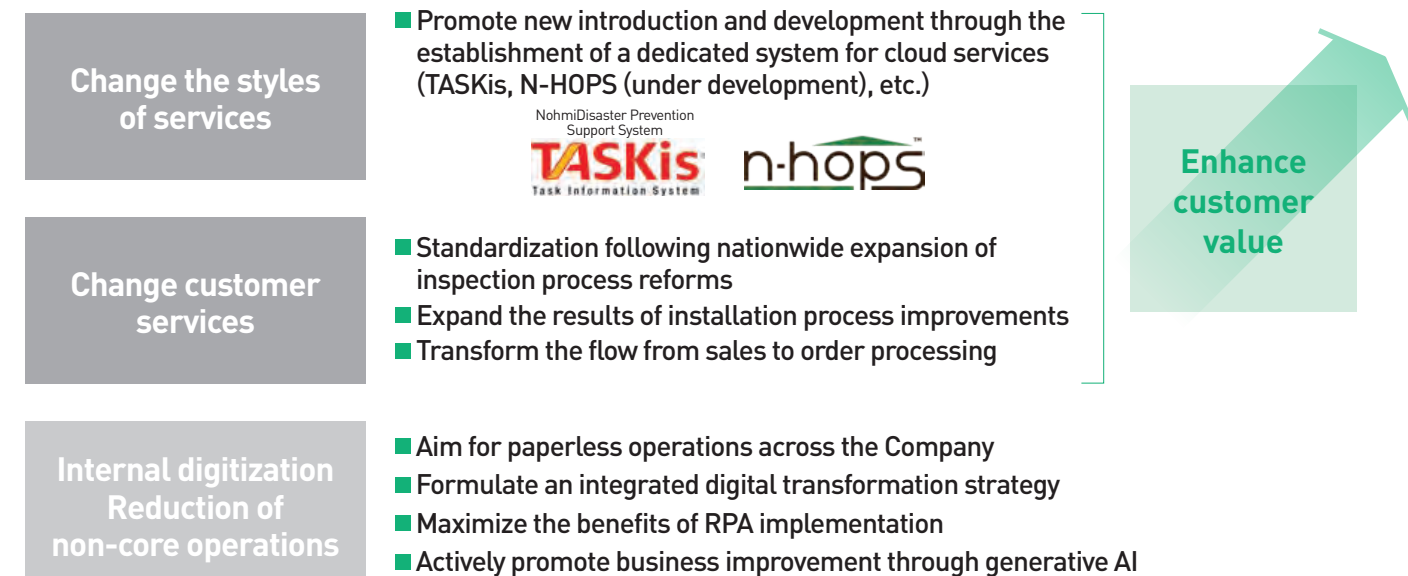 Change the styles
of services
■ Promote new introduction and development through the
establishment of a dedicated system for cloud services
(TASKis, N-HOPS (under development), etc.)
NohmiDisaster Prevention
Support System
TASKis
Task Information System
n-hops™
Change customer
services
■ Standardization following nationwide expansion of
inspection process reforms
■ Expand the results of installation process improvements
■ Transform the flow from sales to order processing
Enhance
customer
value
Internal digitization
Reduction of
non-core operations
■ Aim for paperless operations across the Company
■ Formulate an integrated digital transformation strategy
■ Maximize the benefits of RPA implementation
■ Actively promote business improvement through generative AI